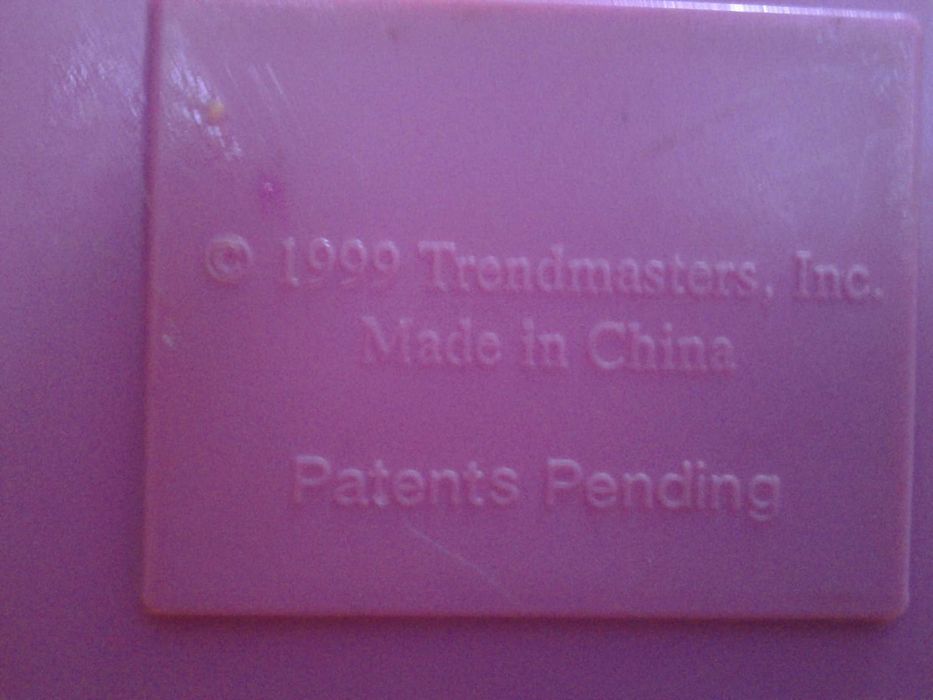 © 1999 Trendmasters, Inc.
Made in China
Patents Pending